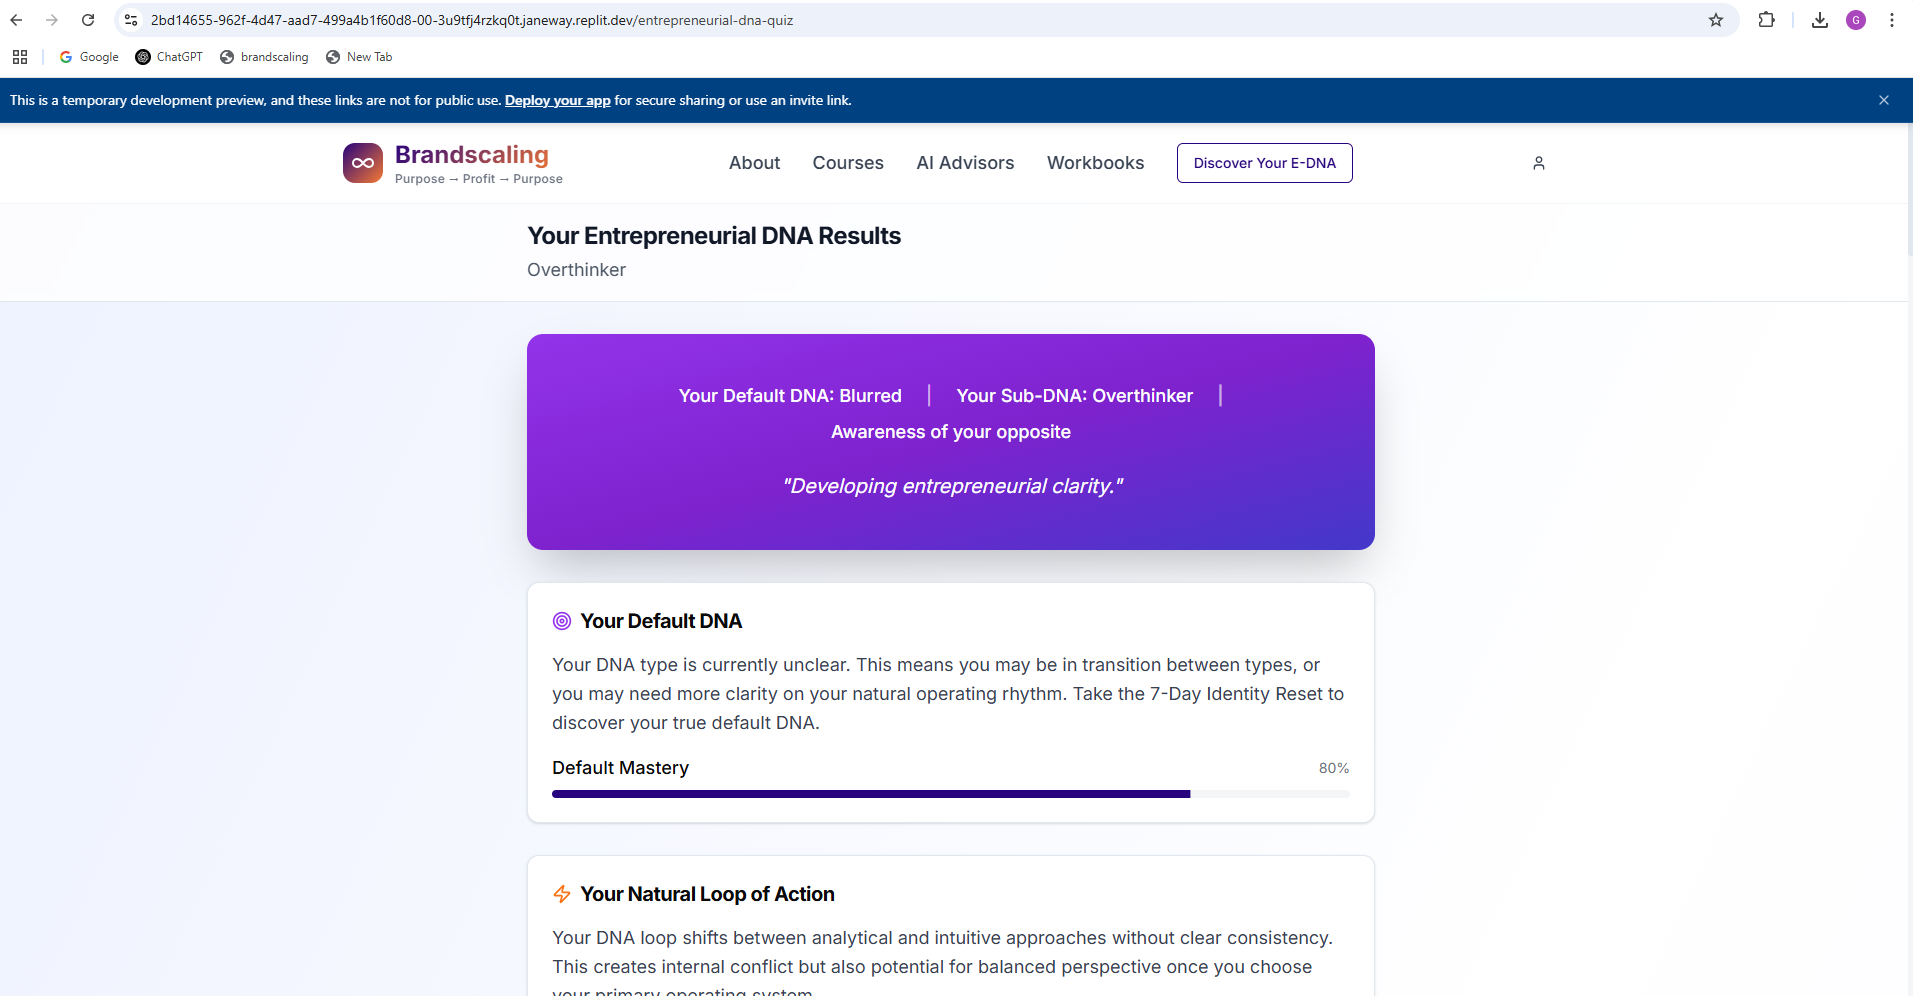 2bd14655-962f-4d47-aad7-499a4b1f60d8-00-3u9tfj4rzkq0t.janeway.replit.dev/entrepreneurial-dna-quiz
G
Google
ChatGPT
brandscaling
New Tab
This is a temporary development preview, and these links are not for public use. Deploy your app for secure sharing or use an invite link.
Brandscaling
Purpose → Profit → Purpose
About
Courses
AI Advisors
Workbooks
Discover Your E-DNA
Your Entrepreneurial DNA Results
Overthinker
Your Default DNA: Blurred | Your Sub-DNA: Overthinker |
Awareness of your opposite
"Developing entrepreneurial clarity."
Your Default DNA
Your DNA type is currently unclear. This means you may be in transition between types, or
you may need more clarity on your natural operating rhythm. Take the 7-Day Identity Reset to
discover your true default DNA.
Default Mastery
80%
Your Natural Loop of Action
Your DNA loop shifts between analytical and intuitive approaches without clear consistency.
This creates internal conflict but also potential for balanced perspective once you choose
your primary operating system.